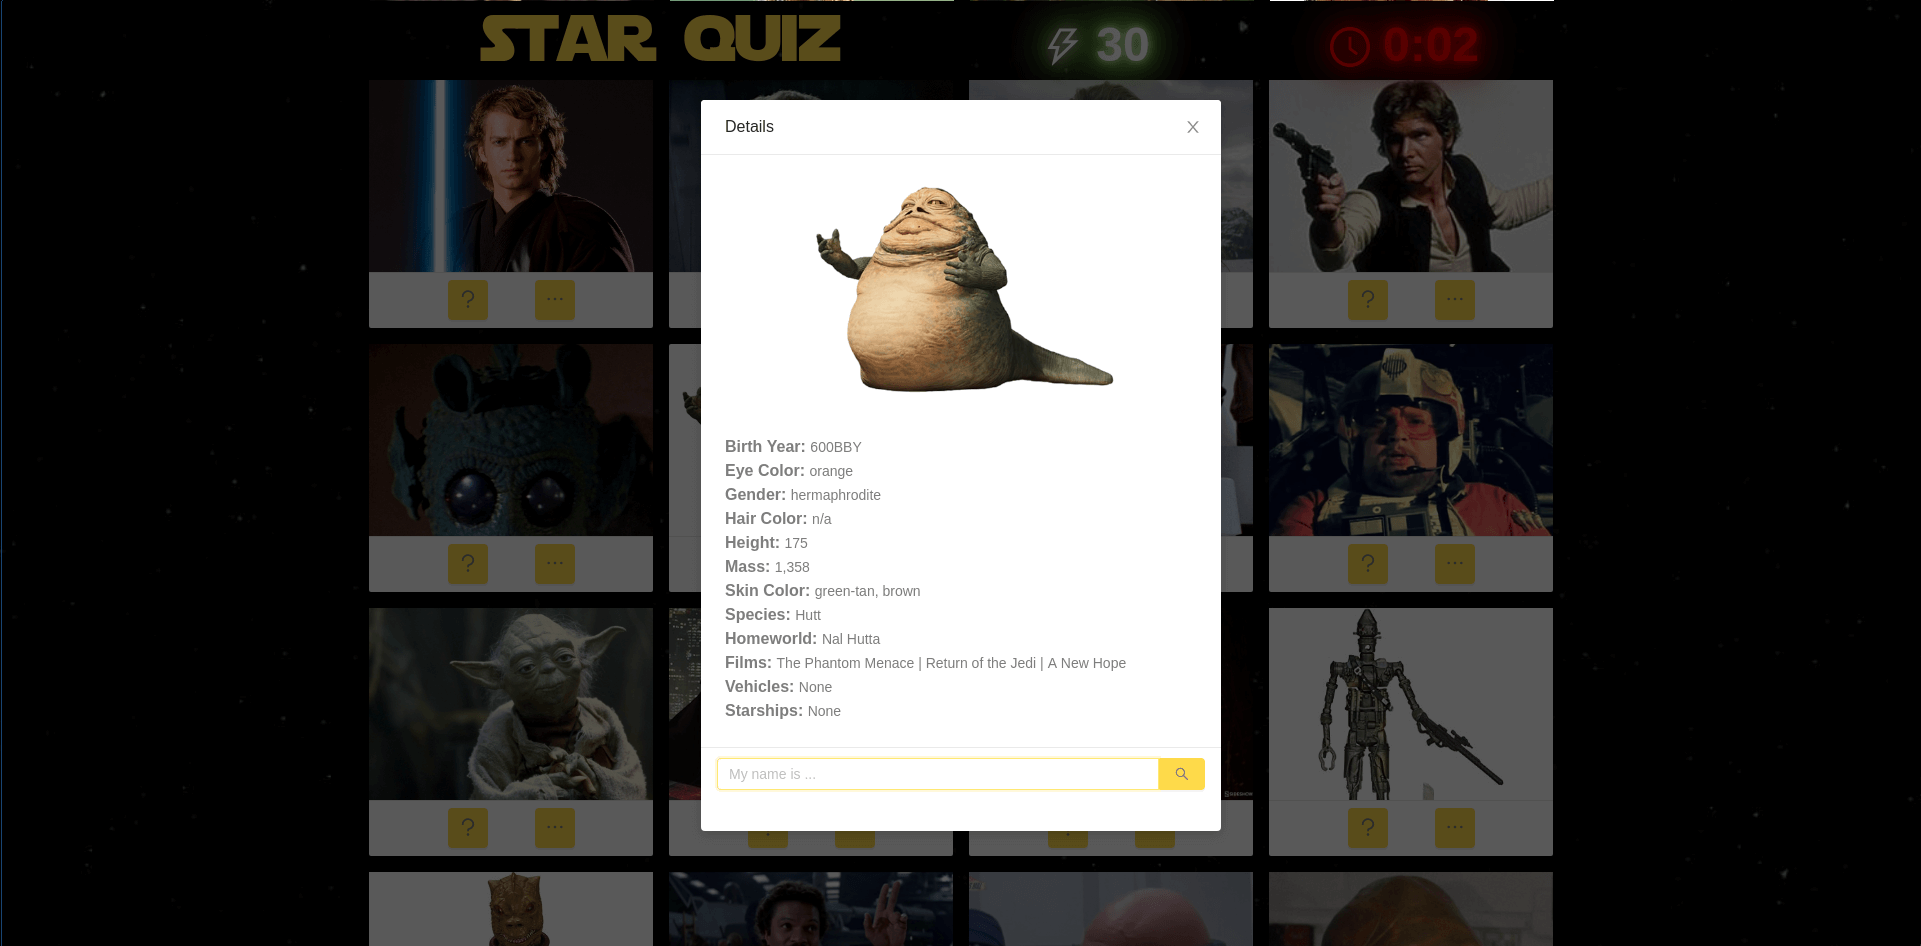 STAR QUIZ
30
0:02
Details
Birth Year: 600BBY
Eye Color: orange
Gender: hermaphrodite
Hair Color: n/a
Height: 175
Mass: 1,358
Skin Color: green-tan, brown
Species: Hutt
Homeworld: Nal Hutta
Films: The Phantom Menace | Return of the Jedi | A New Hope
Vehicles: None
Starships: None
My name is ...
? ...
? ...
? ...
? ...
? ...
? ...
SIDESHOW